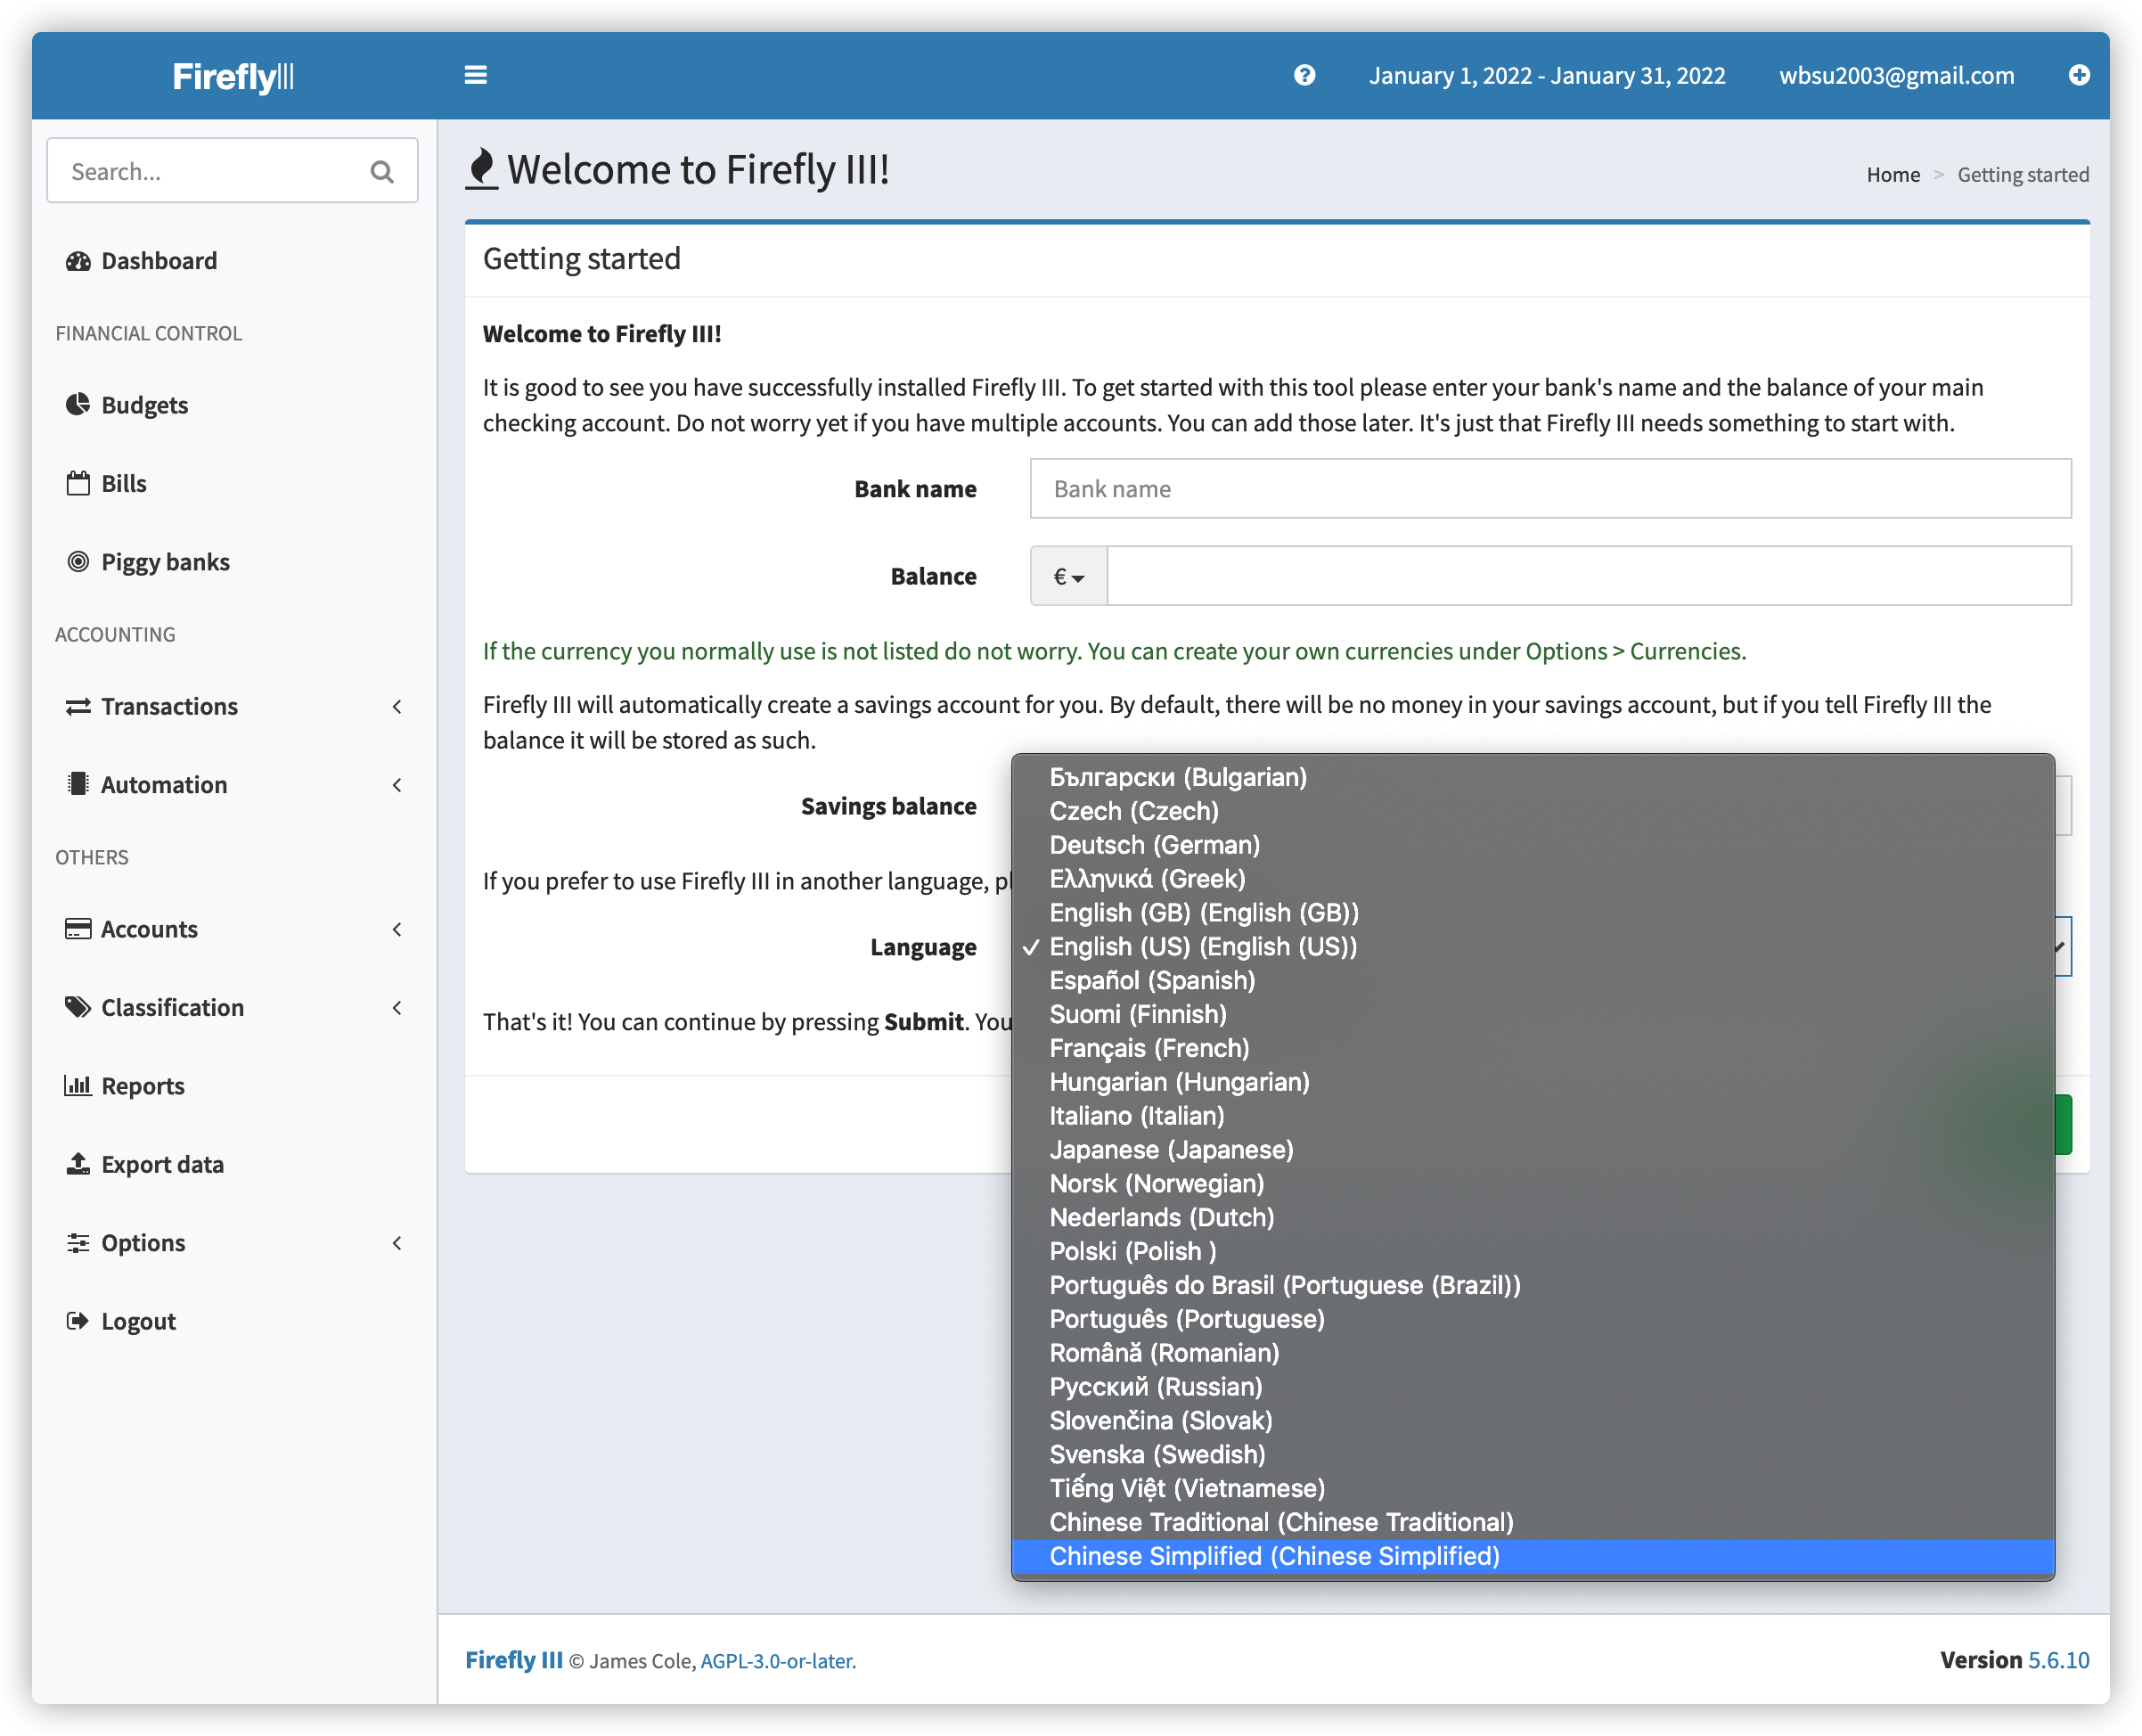 FireflyIII
January 1, 2022 - January 31, 2022
wbsu2003@gmail.com
Search...
Dashboard
FINANCIAL CONTROL
Budgets
Bills
Piggy banks
ACCOUNTING
Transactions
Automation
OTHERS
Accounts
Classification
Reports
Export data
Options
Logout
Welcome to Firefly III!
Home > Getting started
Getting started
Welcome to Firefly III!
It is good to see you have successfully installed Firefly III. To get started with this tool please enter your bank's name and the balance of your main
checking account. Do not worry yet if you have multiple accounts. You can add those later. It's just that Firefly III needs something to start with.
Bank name
Bank name
Balance
€
If the currency you normally use is not listed do not worry. You can create your own currencies under Options > Currencies.
Firefly III will automatically create a savings account for you. By default, there will be no money in your savings account, but if you tell Firefly III the
balance it will be stored as such.
Savings balance
If you prefer to use Firefly III in another language, pl
Language
That's it! You can continue by pressing Submit. You
Български (Bulgarian)
Czech (Czech)
Deutsch (German)
Ελληνικά (Greek)
English (GB) (English (GB))
✓ English (US) (English (US))
Español (Spanish)
Suomi (Finnish)
Français (French)
Hungarian (Hungarian)
Italiano (Italian)
Japanese (Japanese)
Norsk (Norwegian)
Nederlands (Dutch)
Polski (Polish )
Português do Brasil (Portuguese (Brazil))
Português (Portuguese)
Română (Romanian)
Русский (Russian)
Slovenčina (Slovak)
Svenska (Swedish)
Tiếng Việt (Vietnamese)
Chinese Traditional (Chinese Traditional)
Chinese Simplified (Chinese Simplified)
Firefly III © James Cole, AGPL-3.0-or-later.
Version 5.6.10